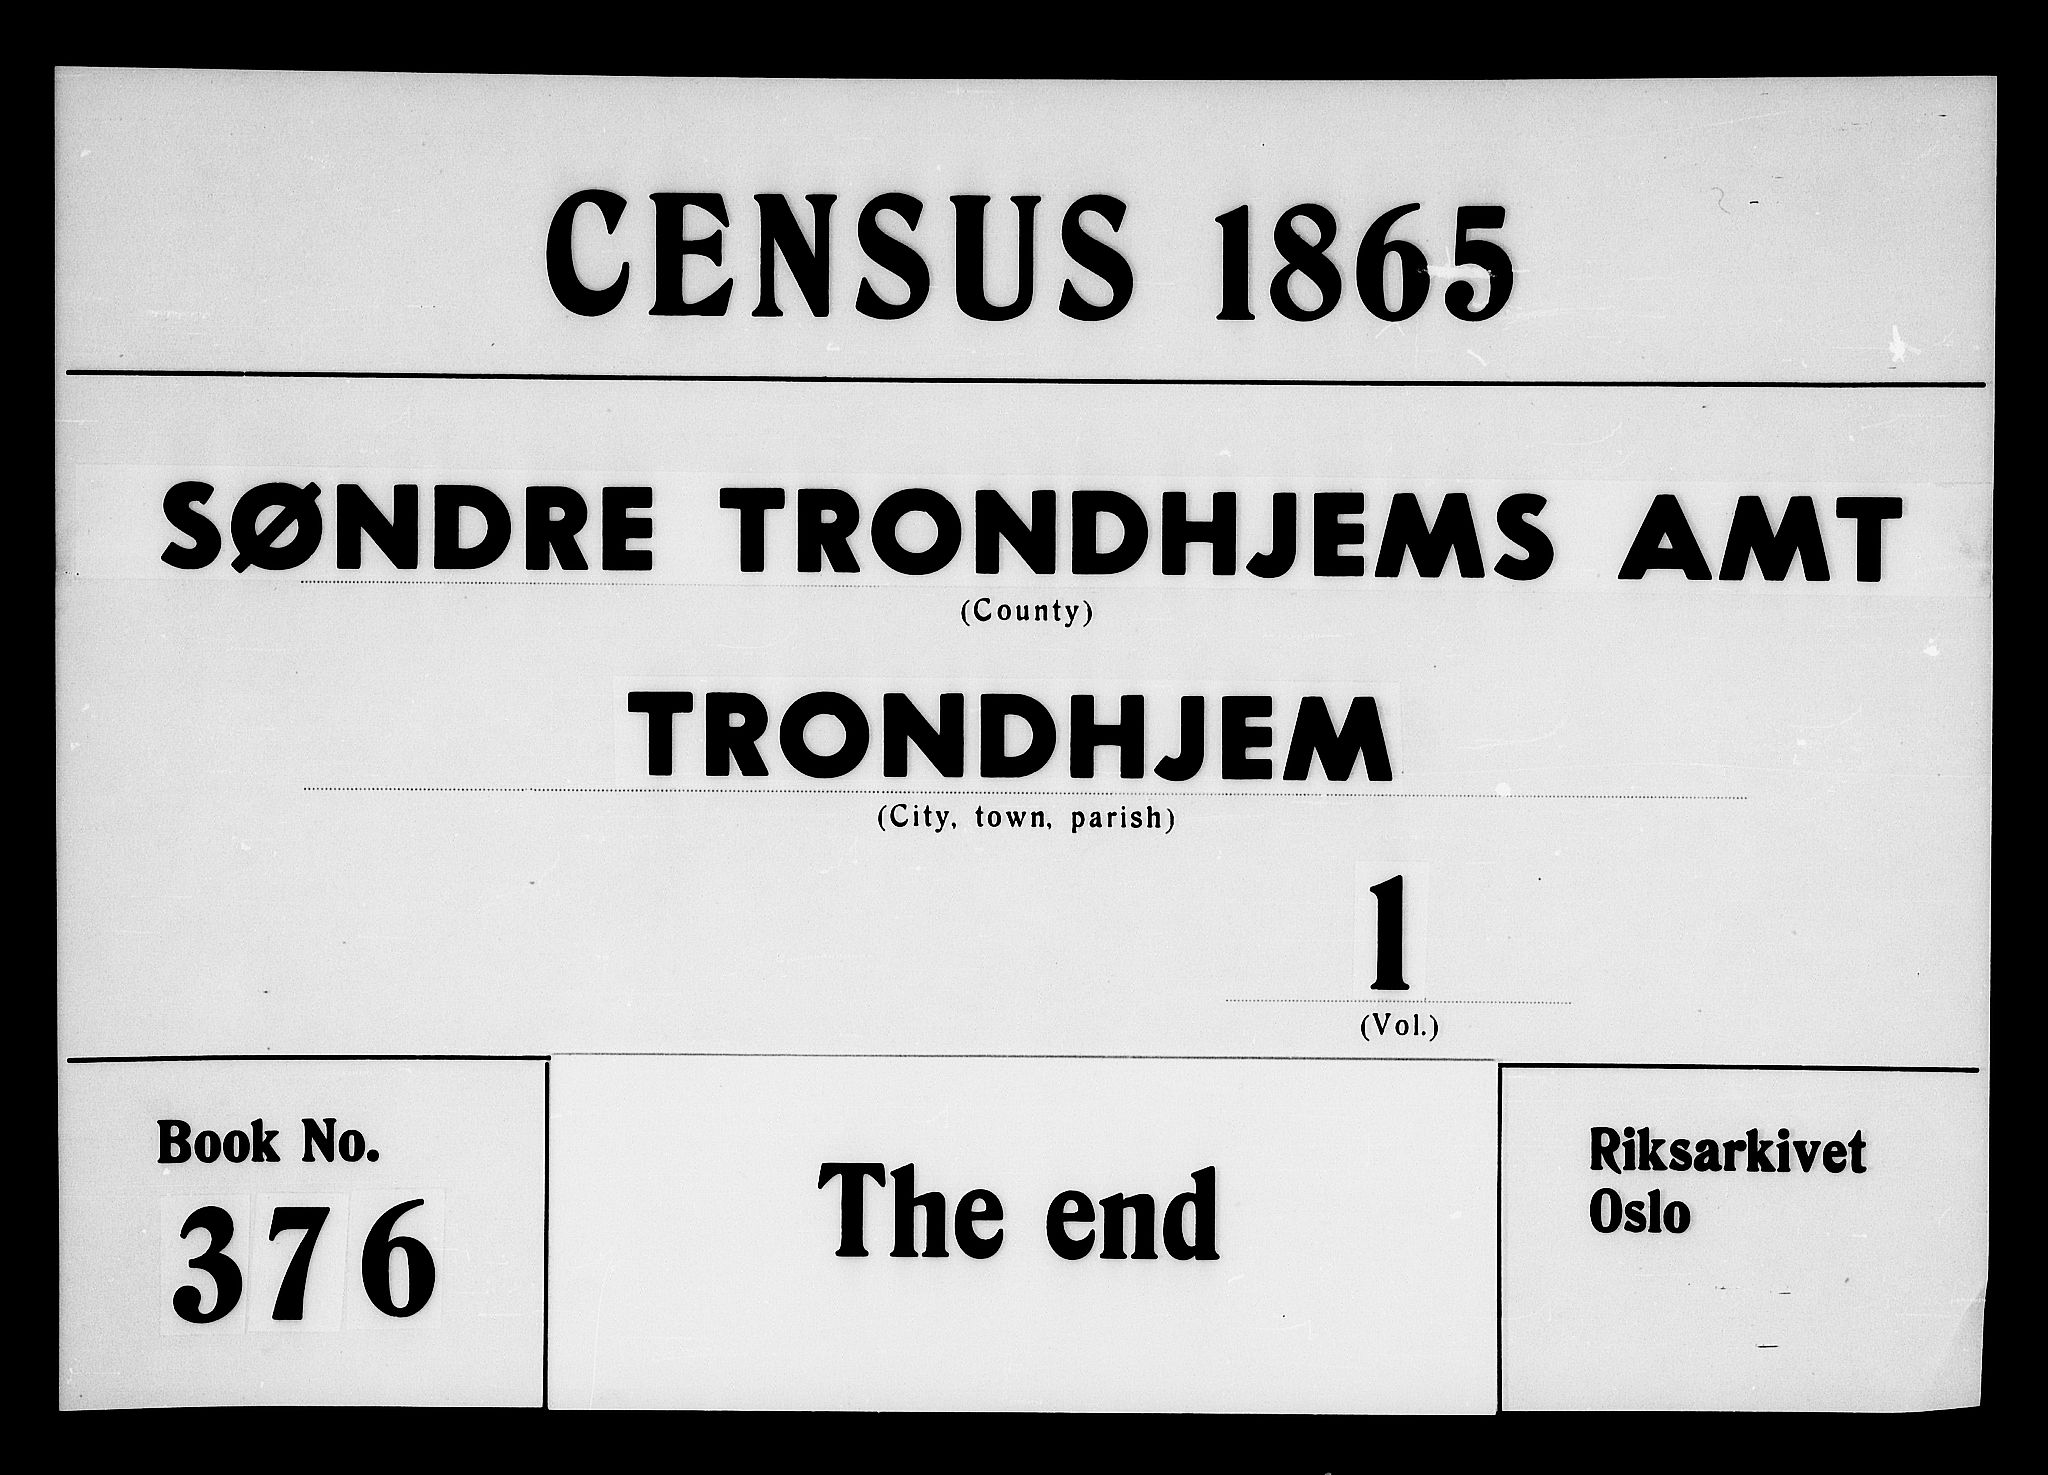 CENSUS 1865
SØNDRE TRONDHJEMS AMT
(County)
TRONDHJEM
(City, town, parish)
1
(Vol.)
Book No.
376
The end
Riksarkivet
Oslo